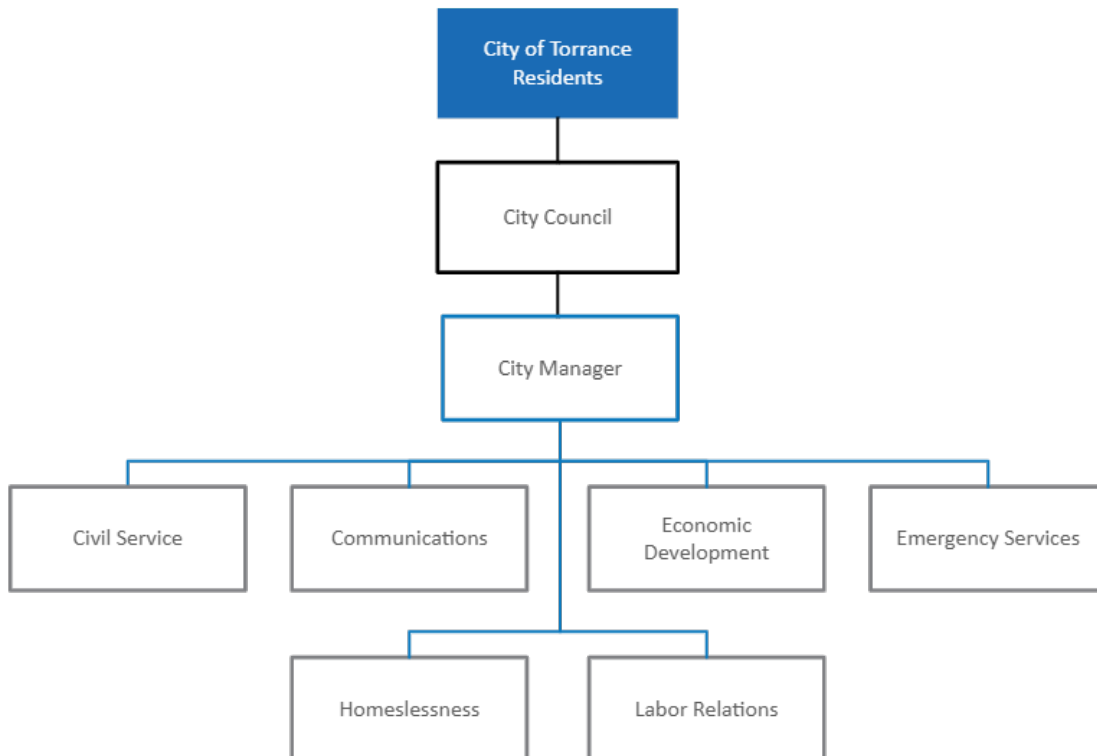 City of Torrance
Residents
City Council
City Manager
Civil Service
Communications
Economic
Development
Emergency Services
Homeslessness
Labor Relations